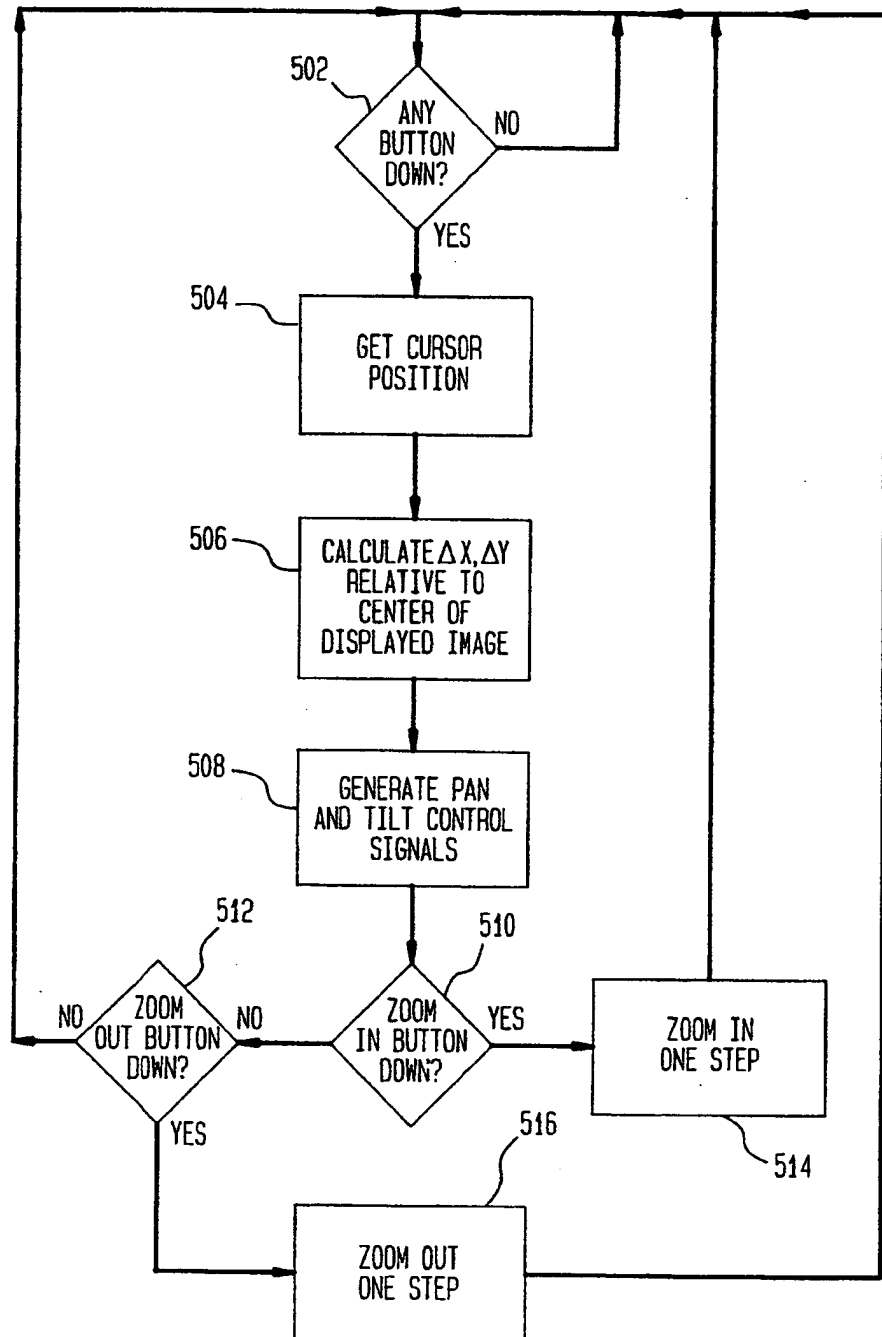 502
ANY
BUTTON
DOWN?
NO
YES
504
GET CURSOR
POSITION
506
CALCULATE ΔX, ΔY
RELATIVE TO
CENTER OF
DISPLAYED IMAGE
508
GENERATE PAN
AND TILT CONTROL
SIGNALS
512
510
NO
ZOOM
OUT BUTTON
DOWN?
NO
ZOOM
IN BUTTON
DOWN?
YES
ZOOM IN
ONE STEP
YES
516
514
ZOOM OUT
ONE STEP